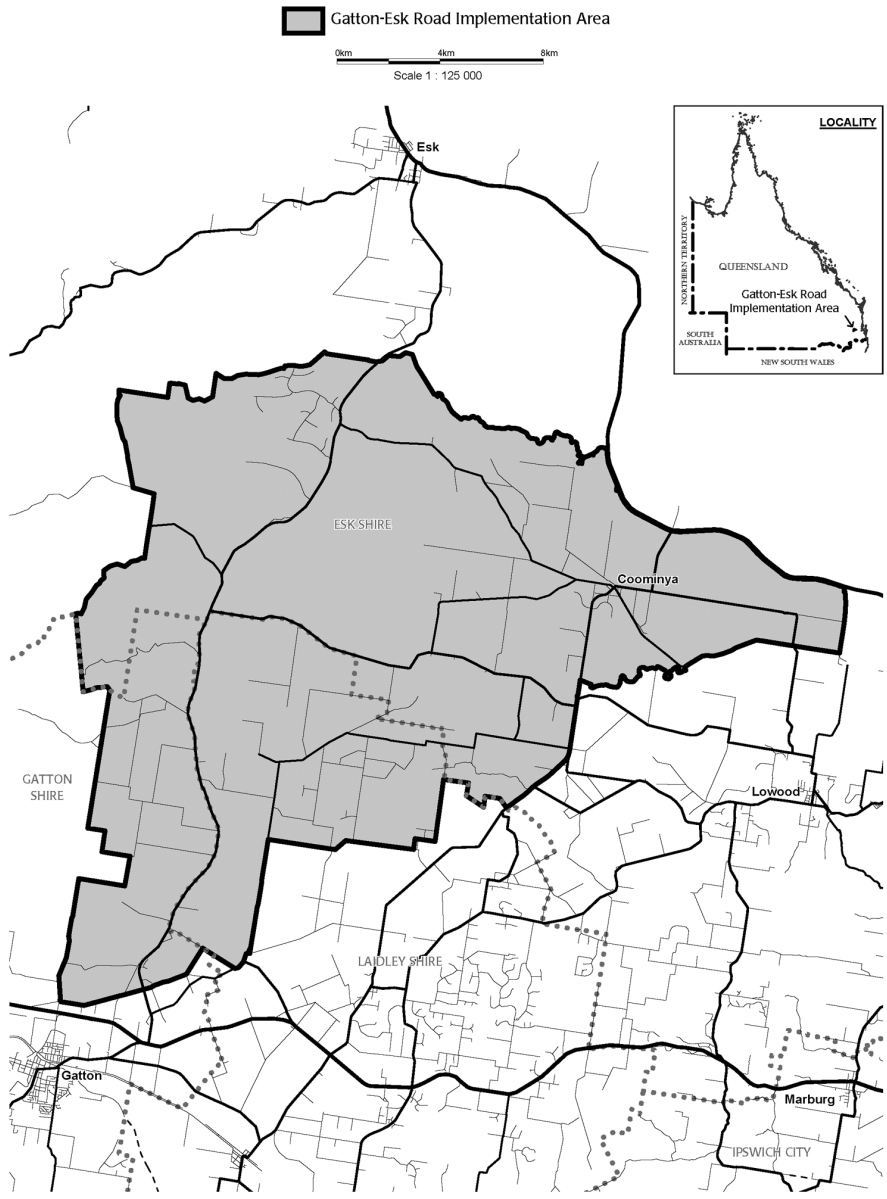 Gatton-Esk Road Implementation Area
0km 4km 8km
Scale 1 : 125 000
Esk
LOCALITY
NORTHERN TERRITORY
QUEENSLAND
Gatton-Esk Road
Implementation Area
SOUTH
AUSTRALIA
NEW SOUTH WALES
ESK SHIRE
Coominya
GATTON
SHIRE
Lowood
LAIDLEY SHIRE
Gatton
Marburg
IPSWICH CITY